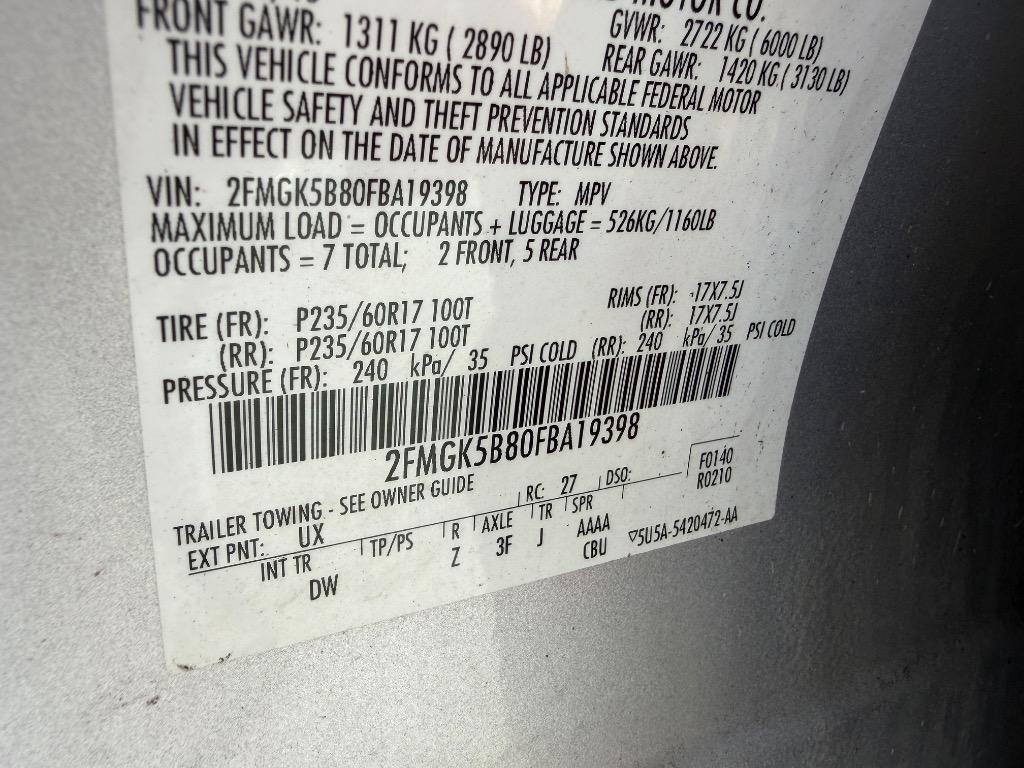 MOTOR CO.
FRONT GAWR: 1311 KG ( 2890 LB) GVWR: 2722 KG ( 6000 LB)
REAR GAWR: 1420 KG ( 3130 LB)
THIS VEHICLE CONFORMS TO ALL APPLICABLE FEDERAL MOTOR
VEHICLE SAFETY AND THEFT PREVENTION STANDARDS
IN EFFECT ON THE DATE OF MANUFACTURE SHOWN ABOVE.
VIN: 2FMGK5B80FBA19398 TYPE: MPV
MAXIMUM LOAD = OCCUPANTS + LUGGAGE = 526KG/1160LB
OCCUPANTS = 7 TOTAL; 2 FRONT, 5 REAR
TIRE (FR): P235/60R17 100T RIMS (FR): 17X7.5J
(RR): P235/60R17 100T (RR): 17X7.5J
PRESSURE (FR): 240 kPa/ 35 PSI COLD (RR): 240 kPa/ 35 PSI COLD
2FMGK5B80FBA19398
TRAILER TOWING - SEE OWNER GUIDE
EXT PNT: UX RC: 27 DSO: F0140
R0210
INT TR TP/PS R AXLE TR SPR
DW Z 3F J AAAA
CBU
▽5U5A-5420472-AA